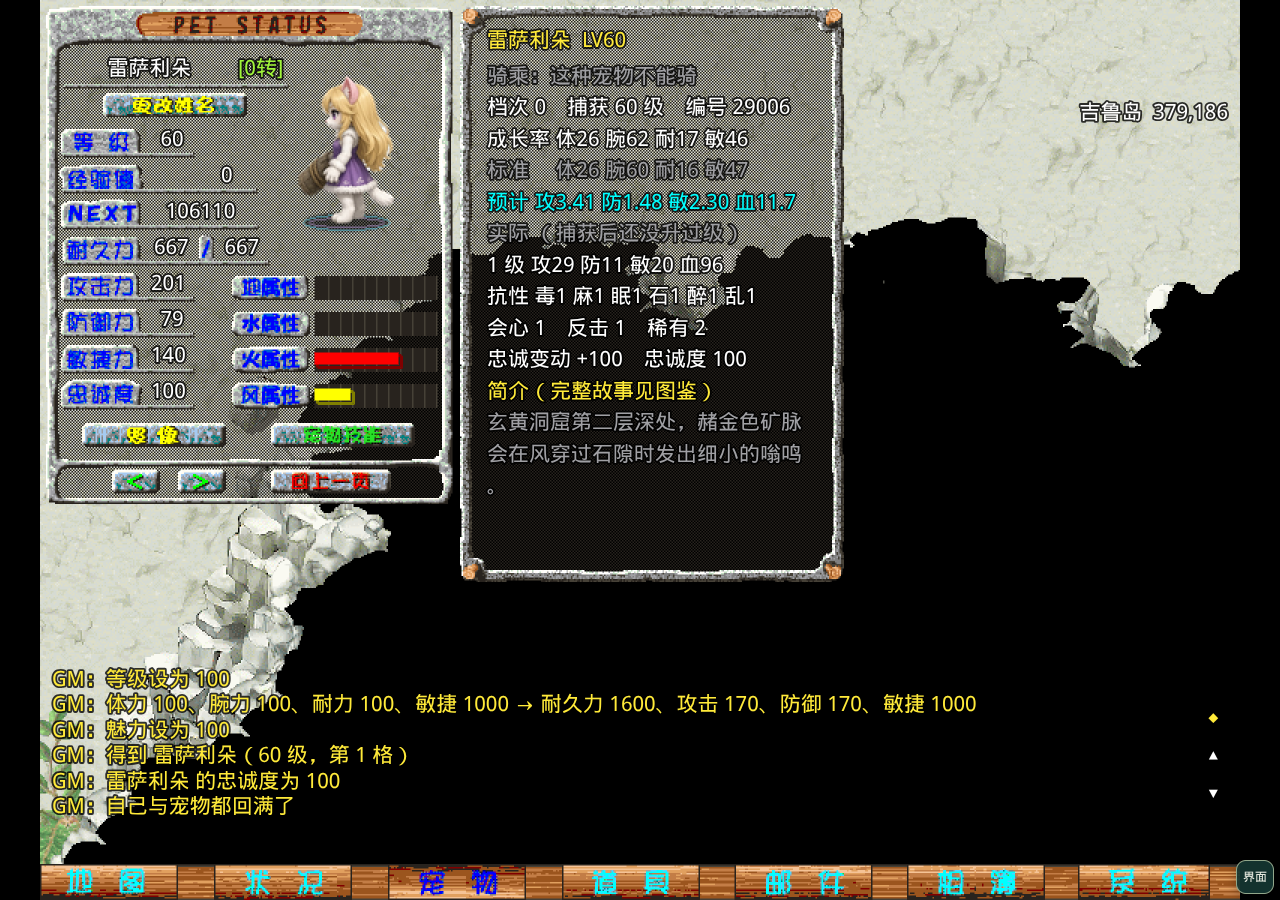 PET STATUS
雷萨利朵 [0转]
更改姓名
等级 60
经验值 0
NEXT 106110
耐久力 667 / 667
攻击力 201
防御力 79
敏捷力 140
忠诚度 100
地属性
水属性
火属性
风属性
影像
宠物技能
<
>
回上一页
雷萨利朵 LV60
骑乘：这种宠物不能骑
档次 0 捕获 60 级 编号 29006
成长率 体26 腕62 耐17 敏46
标准 体26 腕60 耐16 敏47
预计 攻3.41 防1.48 敏2.30 血11.7
实际（捕获后还没升过级）
1 级 攻29 防11 敏20 血96
抗性 毒1 麻1 眠1 石1 醉1 乱1
会心 1 反击 1 稀有 2
忠诚变动 +100 忠诚度 100
简介（完整故事见图鉴）
玄黄洞窟第二层深处，赭金色矿脉
会在风穿过石隙时发出细小的嗡鸣
。
吉鲁岛 379,186
GM：等级设为 100
GM：体力 100、腕力 100、耐力 100、敏捷 1000 → 耐久力 1600、攻击 170、防御 170、敏捷 1000
GM：魅力设为 100
GM：得到 雷萨利朵（60 级，第 1 格）
GM：雷萨利朵 的忠诚度为 100
GM：自己与宠物都回满了
地图 状况 宠物 道具 邮件 相簿 系统
界面